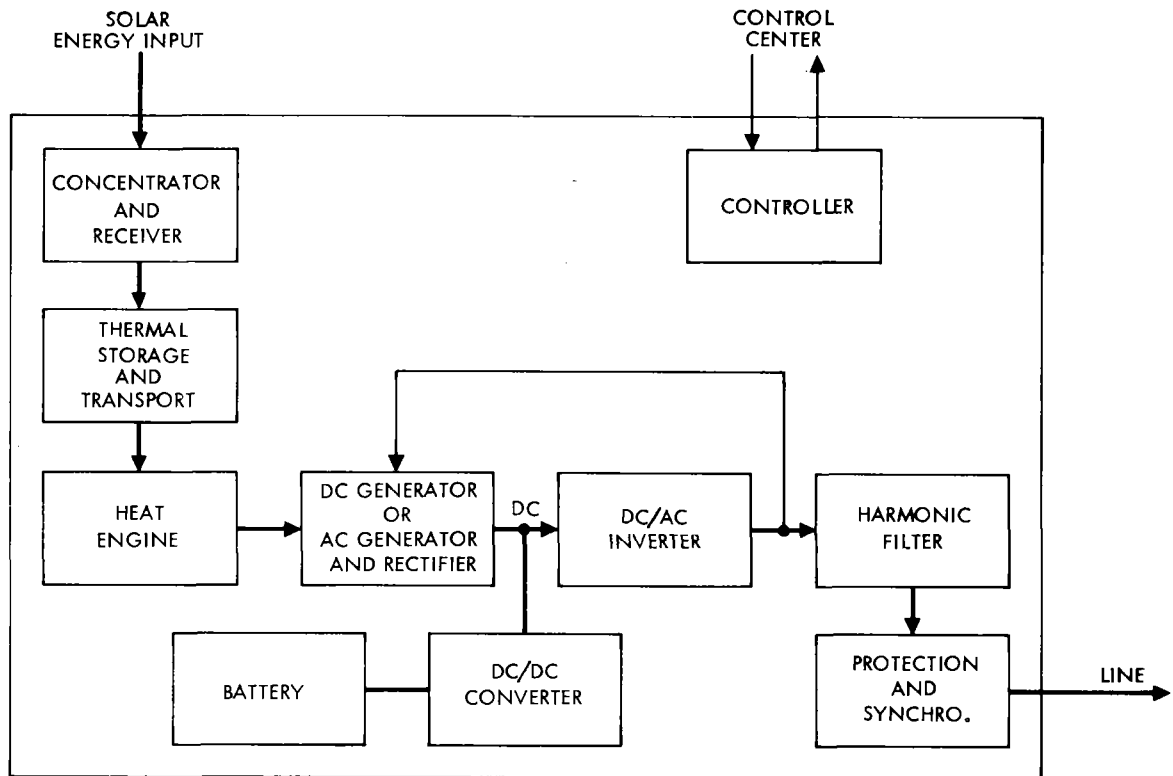 SOLAR
ENERGY INPUT
CONTROL
CENTER
CONCENTRATOR
AND
RECEIVER
CONTROLLER
THERMAL
STORAGE
AND
TRANSPORT
HEAT
ENGINE
DC GENERATOR
OR
AC GENERATOR
AND RECTIFIER
DC
DC/AC
INVERTER
HARMONIC
FILTER
BATTERY
DC/DC
CONVERTER
PROTECTION
AND
SYNCHRO.
LINE